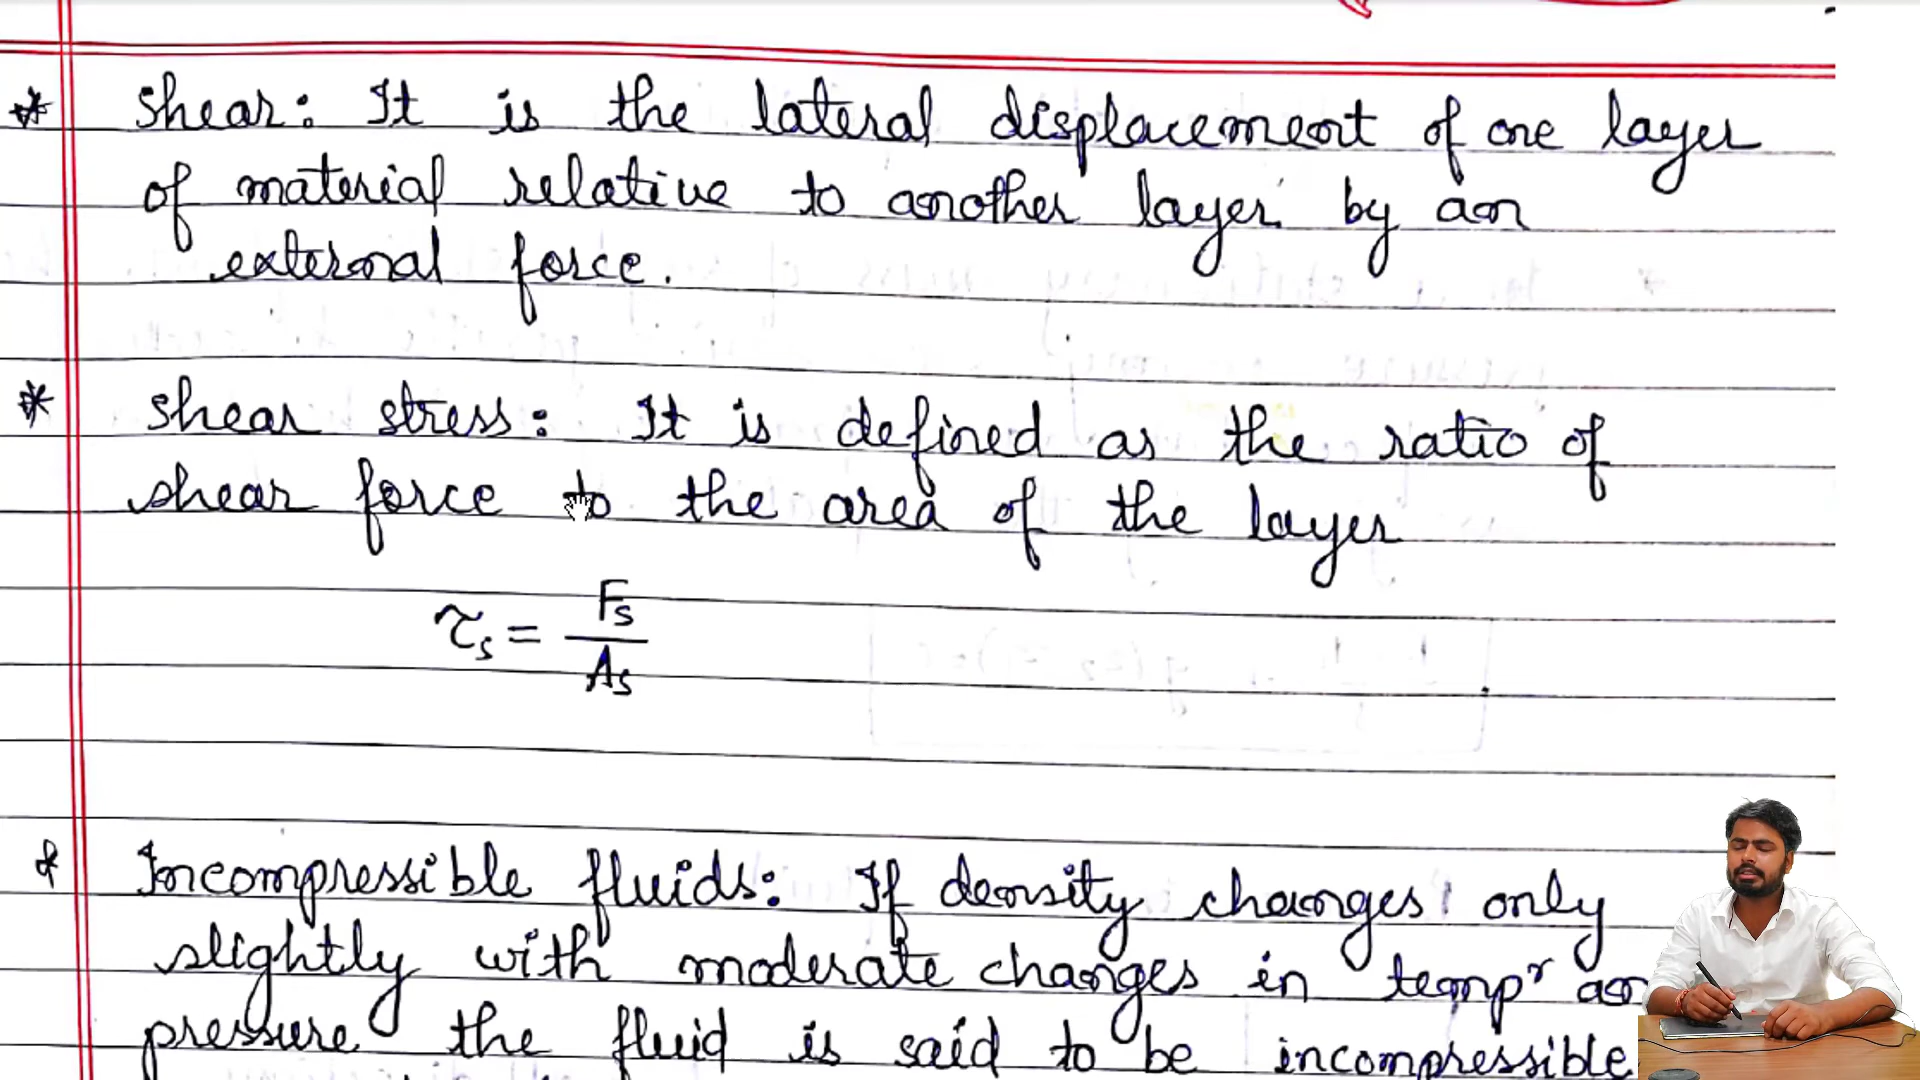 * Shear: It is the lateral displacement of one layer
of material relative to another layer by an
external force.
* Shear stress: It is defined as the ratio of
shear force to the area of the layer
τs = Fs / As
* Incompressible fluids: If density changes only
slightly with moderate changes in tempr an
pressure the fluid is said to be incompressible